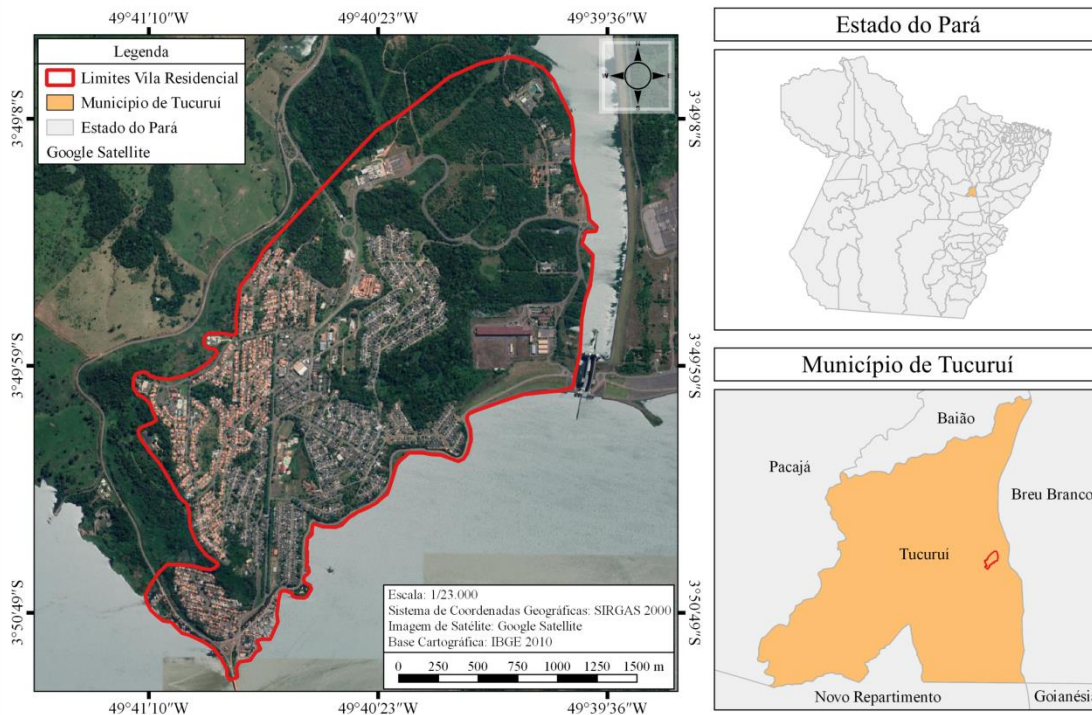 49°41'10"W 49°40'23"W 49°39'36"W
Legenda
Limites Vila Residencial
Município de Tucuruí
Estado do Pará
Google Satellite
N
W E
S
3°49'8"S 3°49'8"S
3°49'59"S 3°49'59"S
3°50'49"S 3°50'49"S
Escala: 1/23.000
Sistema de Coordenadas Geográficas: SIRGAS 2000
Imagem de Satélite: Google Satellite
Base Cartográfica: IBGE 2010
0 250 500 750 1000 1250 1500 m
49°41'10"W 49°40'23"W 49°39'36"W
Estado do Pará
Município de Tucuruí
Baião
Pacajá
Breu Branco
Tucuruí
Novo Repartimento
Goianésia